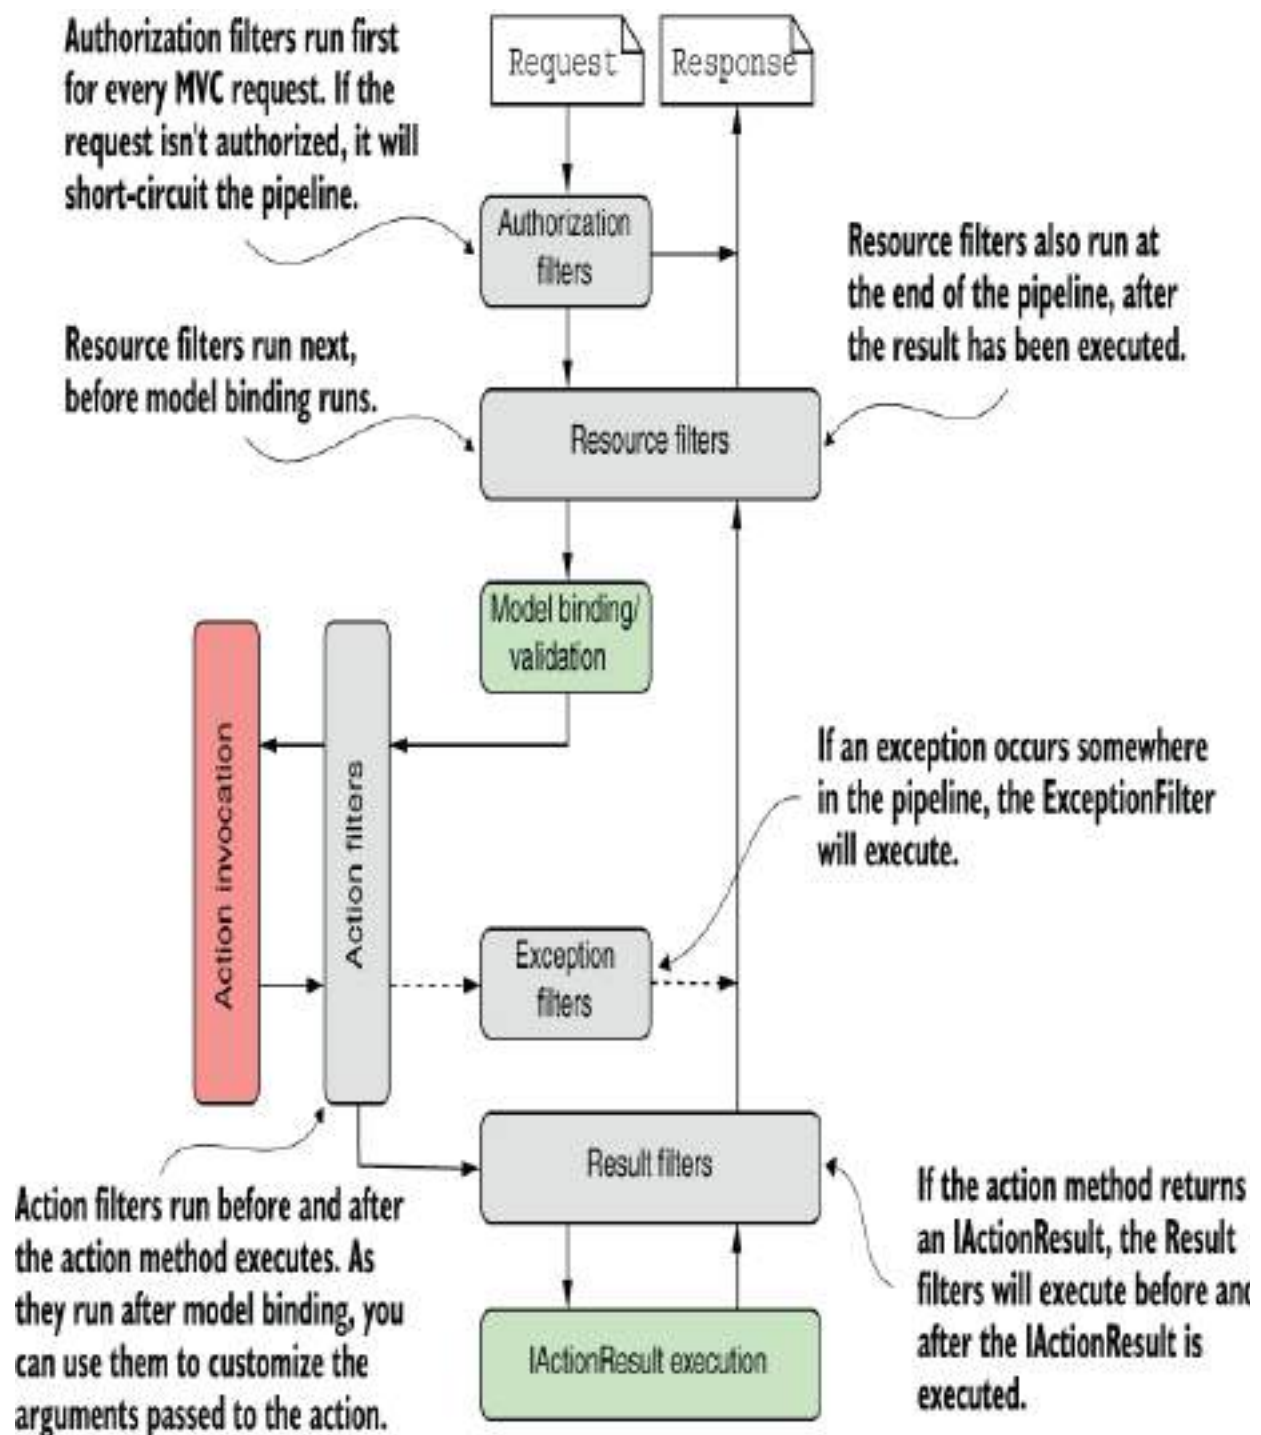 Authorization filters run first
for every MVC request. If the
request isn't authorized, it will
short-circuit the pipeline.
Request
Response
Authorization
filters
Resource filters also run at
the end of the pipeline, after
the result has been executed.
Resource filters run next,
before model binding runs.
Resource filters
Model binding/
validation
Action invocation
Action filters
If an exception occurs somewhere
in the pipeline, the ExceptionFilter
will execute.
Exception
filters
Result filters
Action filters run before and after
the action method executes. As
they run after model binding, you
can use them to customize the
arguments passed to the action.
If the action method returns
an IActionResult, the Result
filters will execute before and
after the IActionResult is
executed.
IActionResult execution